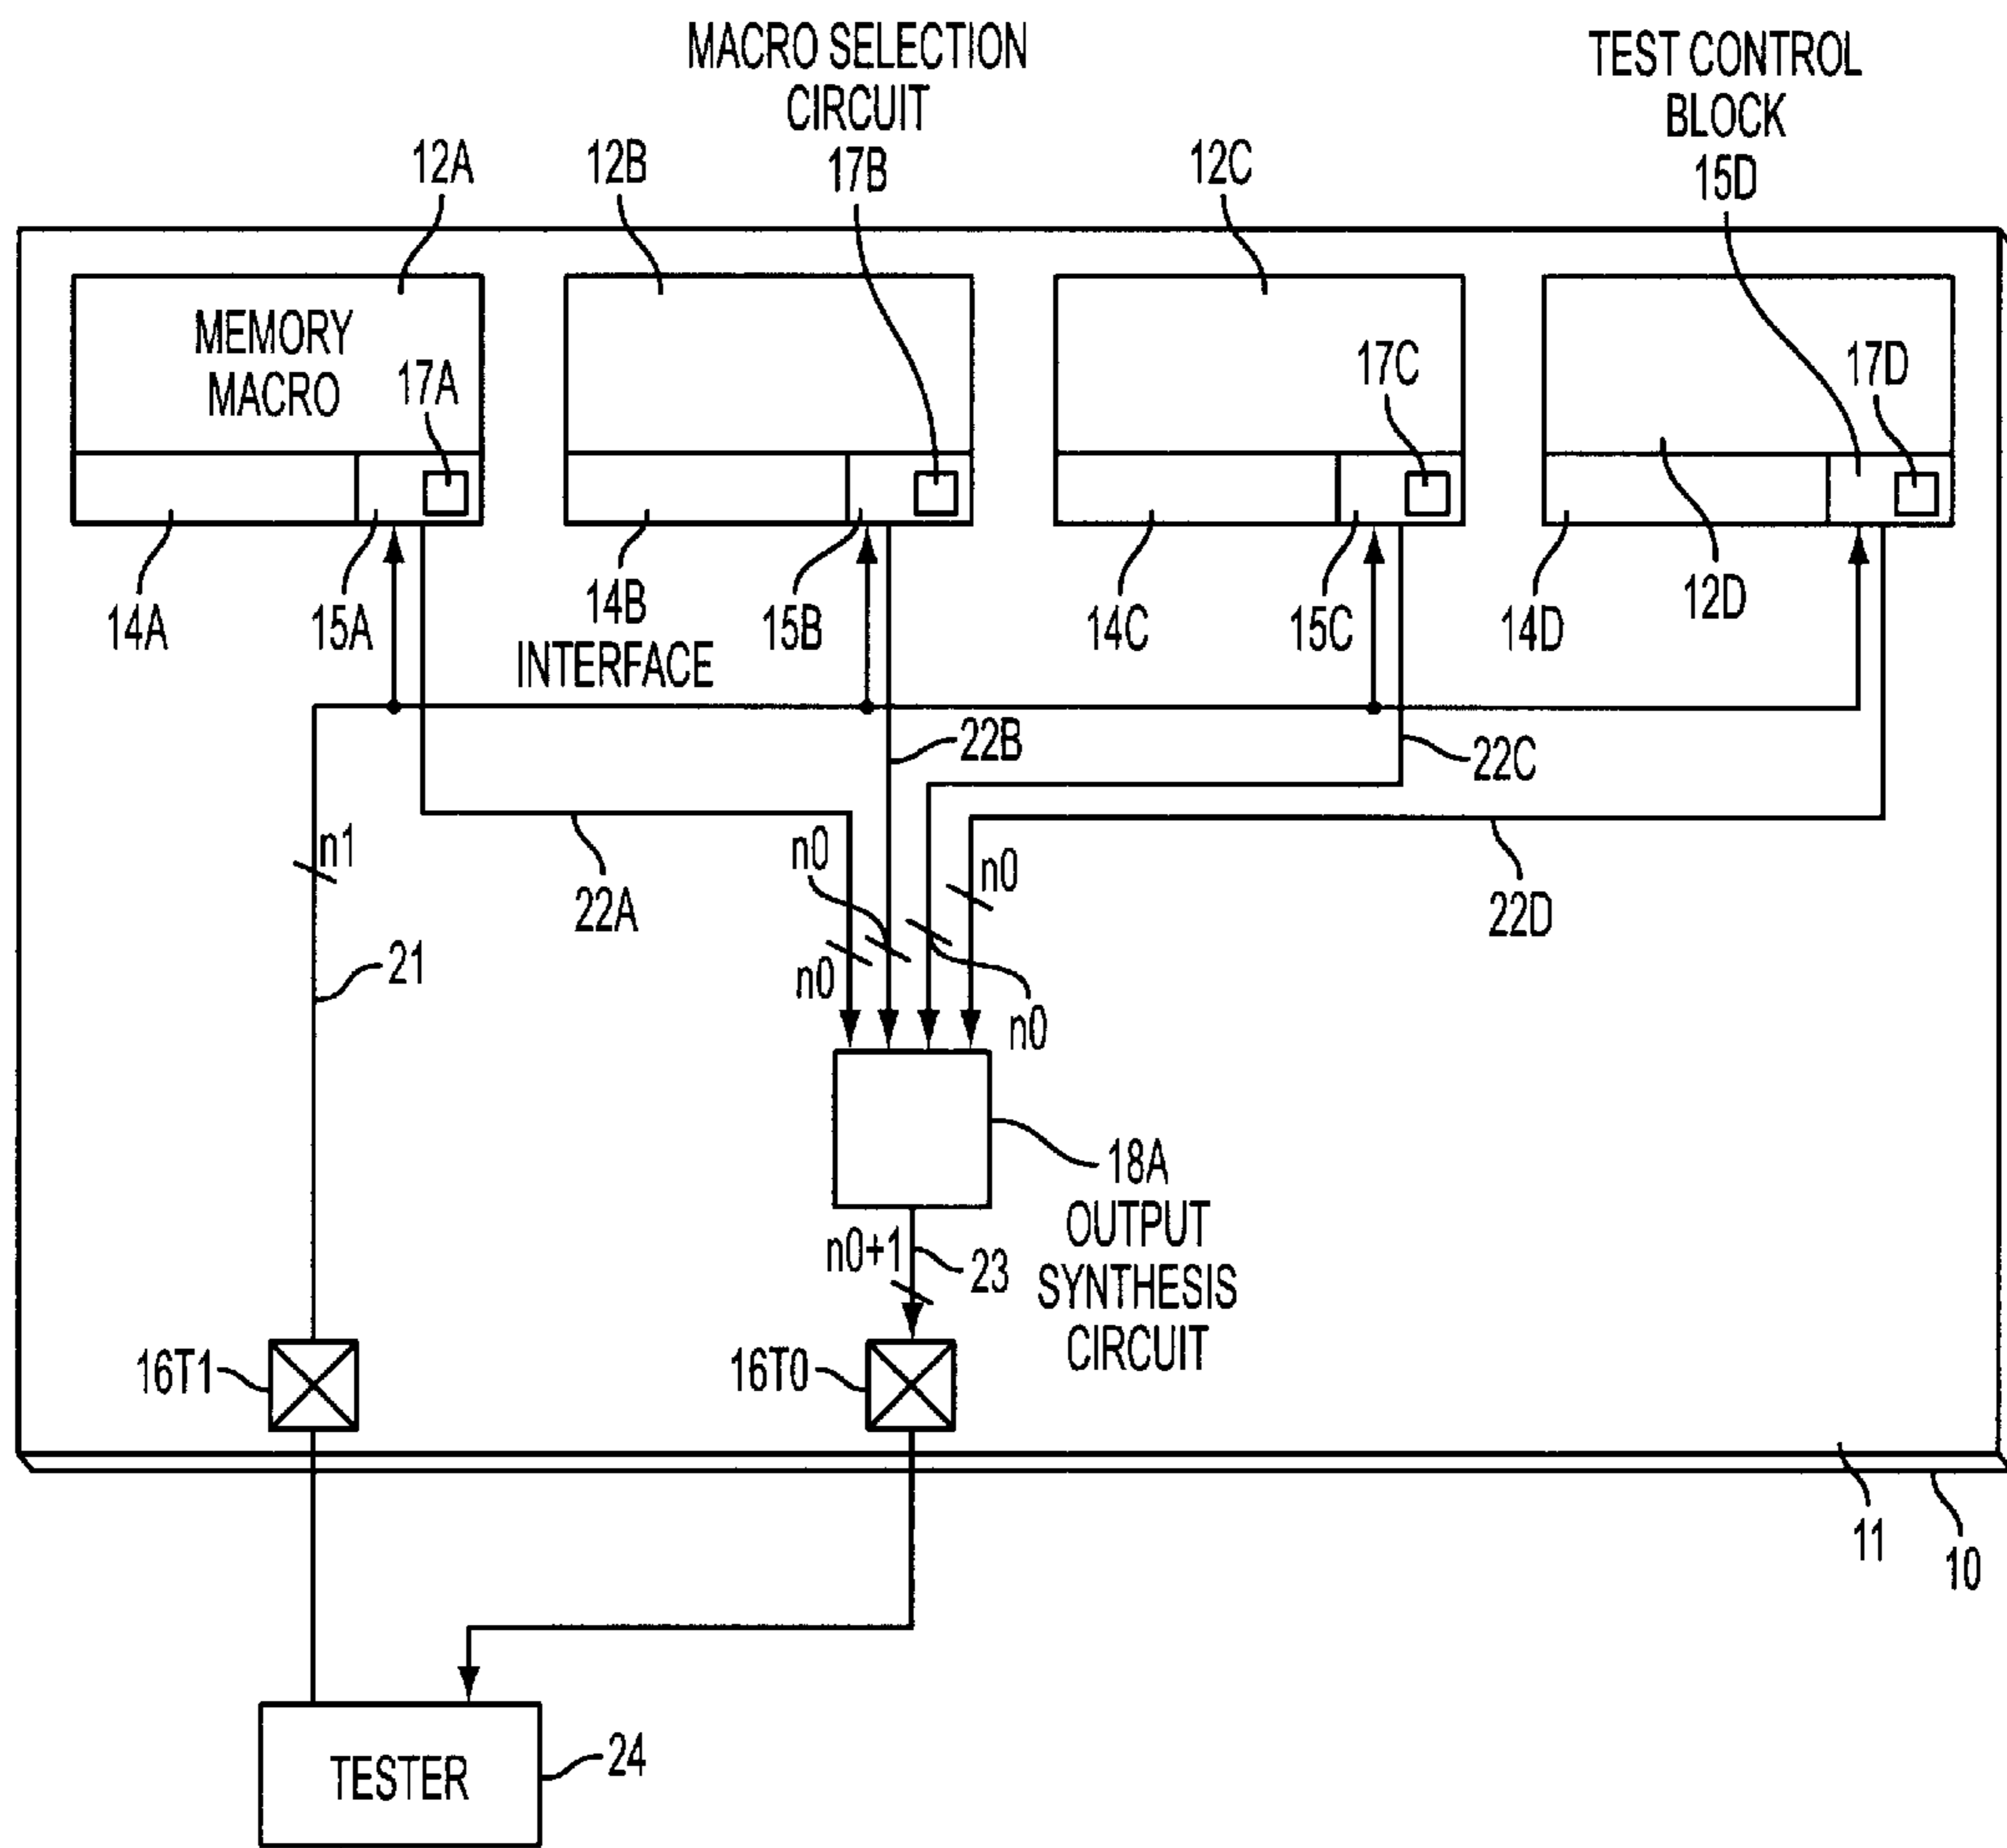 MACRO SELECTION
CIRCUIT
17B
TEST CONTROL
BLOCK
15D
12A
12B
12C
MEMORY
MACRO
17A
17C
17D
14A
15A
14B
INTERFACE
15B
14C
15C
14D
12D
22B
22C
n1
22A
n0
n0
22D
21
n0
n0
18A
OUTPUT
SYNTHESIS
CIRCUIT
n0+1
23
16T1
16T0
11
10
TESTER
24